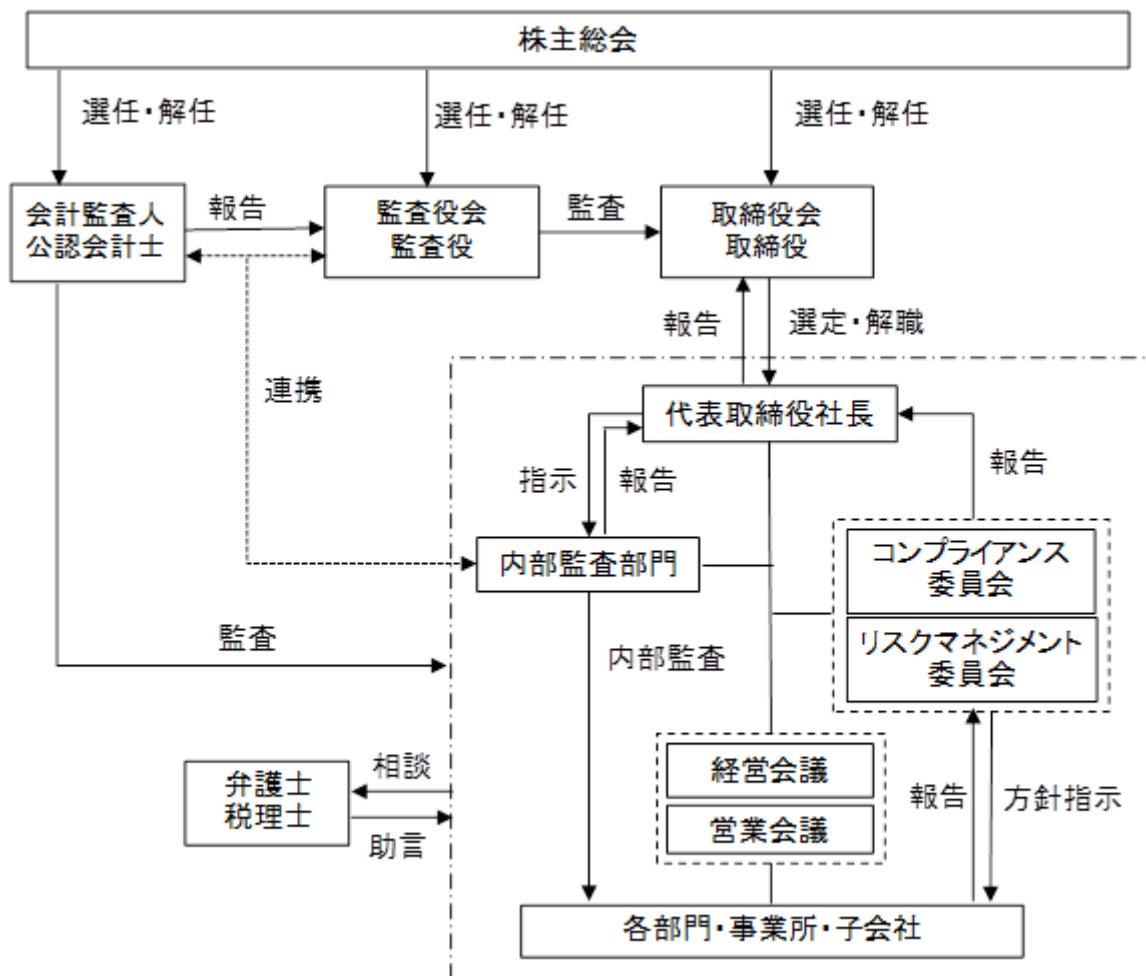 株主総会
選任・解任
選任・解任
選任・解任
会計監査人
公認会計士
報告
監査役会
監査役
監査
取締役会
取締役
報告
選定・解職
連携
代表取締役社長
指示
報告
報告
内部監査部門
コンプライアンス
委員会
リスクマネジメント
委員会
監査
内部監査
弁護士
税理士
相談
助言
経営会議
営業会議
報告
方針指示
各部門・事業所・子会社